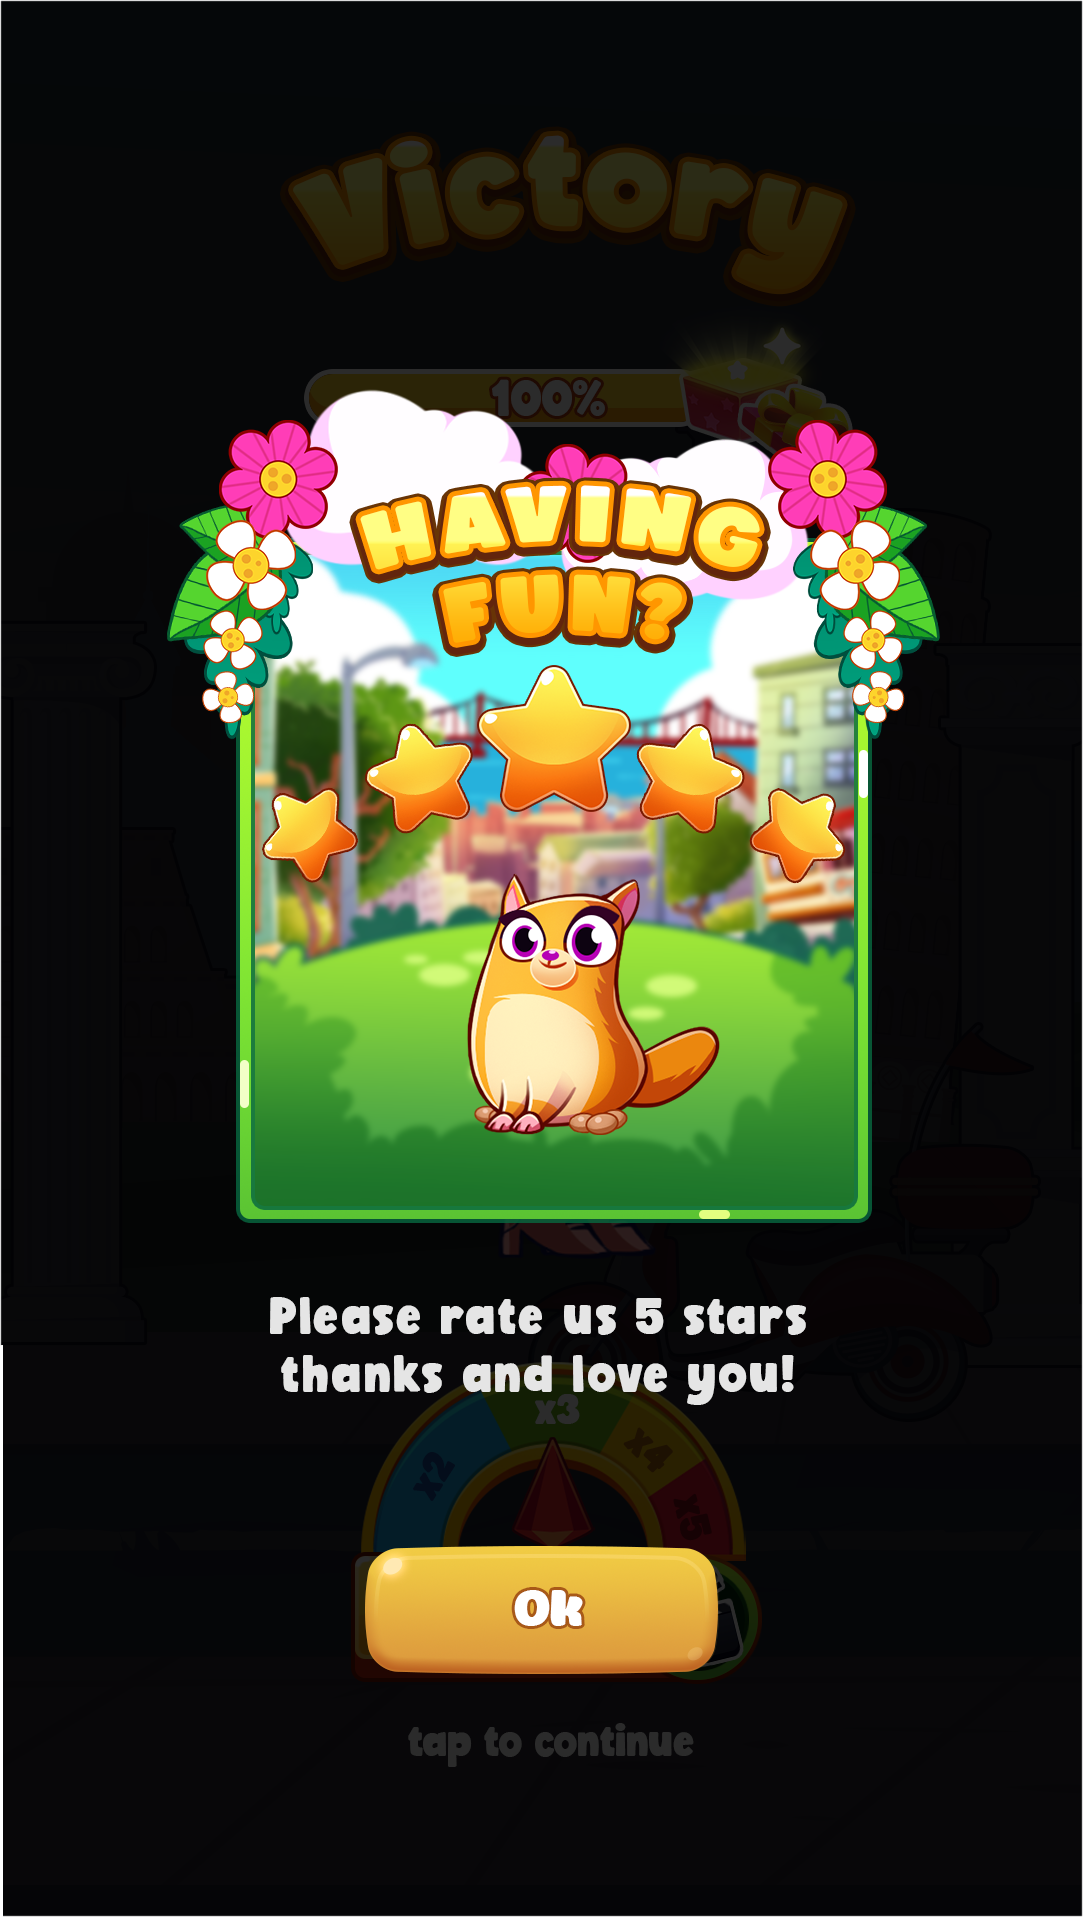 Victory
100%
HAVING
FUN?
Please rate us 5 stars
thanks and love you!
x2
x3
x4
x5
Ok
tap to continue